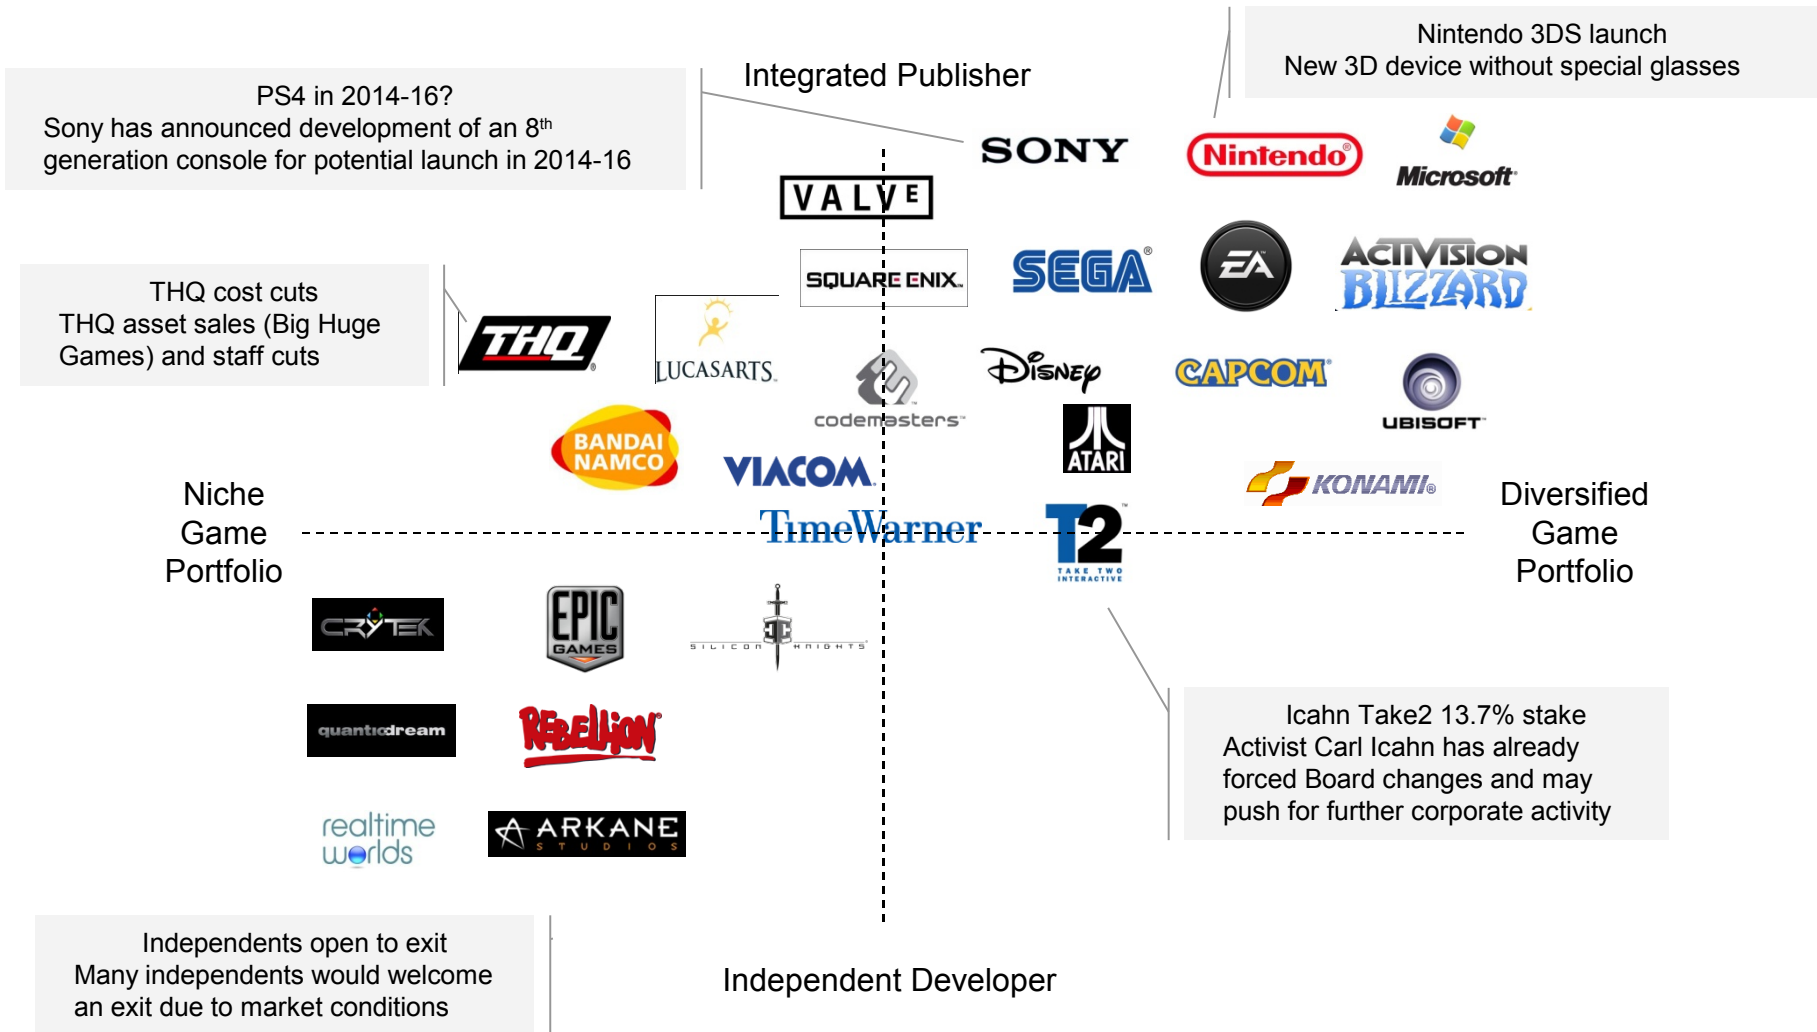 Nintendo 3DS launch
New 3D device without special glasses
Integrated Publisher
PS4 in 2014-16?
Sony has announced development of an 8th
generation console for potential launch in 2014-16
SONY
Nintendo®
Microsoft®
VALVE
SQUARE ENIX™
SEGA®
EA™
ACTIVISION
BLIZZARD
THQ cost cuts
THQ asset sales (Big Huge
Games) and staff cuts
THQ®
LUCASARTS™
codemasters™
Disney
CAPCOM®
UBISOFT™
BANDAI
NAMCO
VIACOM
ATARI
KONAMI®
Niche
Game
Portfolio
TimeWarner
T2™
TAKE TWO
INTERACTIVE
Diversified
Game
Portfolio
CRYTEK
EPIC
GAMES
SILICON KNIGHTS
quanticdream
REBELLION®
Icahn Take2 13.7% stake
Activist Carl Icahn has already
forced Board changes and may
push for further corporate activity
realtime
worlds
ARKANE
STUDIOS
Independents open to exit
Many independents would welcome
an exit due to market conditions
Independent Developer